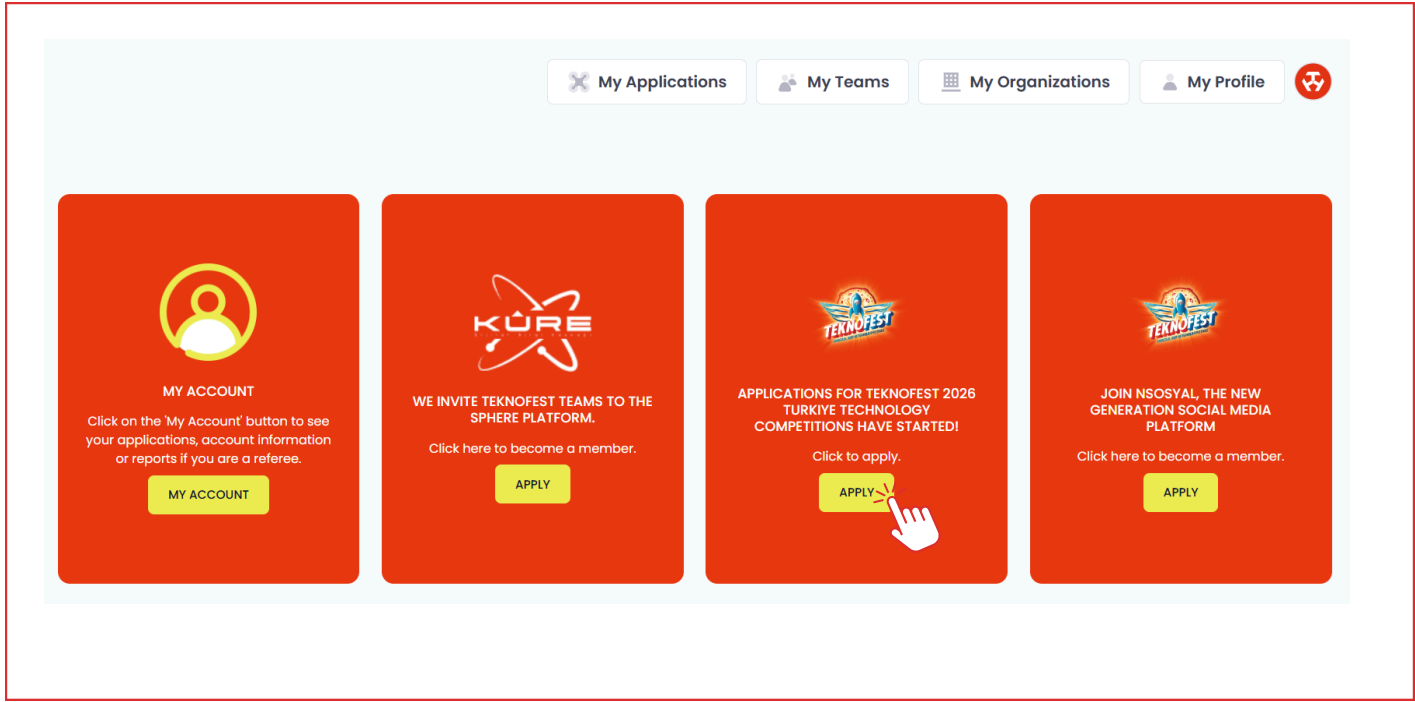 My Applications
My Teams
My Organizations
My Profile
MY ACCOUNT
Click on the 'My Account' button to see
your applications, account information
or reports if you are a referee.
MY ACCOUNT
KÜRE
WE INVITE TEKNOFEST TEAMS TO THE
SPHERE PLATFORM.
Click here to become a member.
APPLY
TEKNOFEST
APPLICATIONS FOR TEKNOFEST 2026
TURKIYE TECHNOLOGY
COMPETITIONS HAVE STARTED!
Click to apply.
APPLY
TEKNOFEST
JOIN NSOSYAL, THE NEW
GENERATION SOCIAL MEDIA
PLATFORM
Click here to become a member.
APPLY